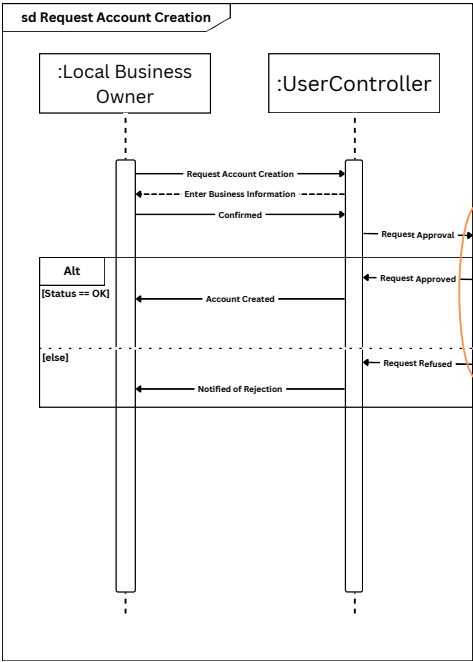 sd Request Account Creation
:Local Business
Owner
:UserController
Request Account Creation
Enter Business Information
Confirmed
Request Approval
Alt
[Status == OK]
Request Approved
Account Created
[else]
Request Refused
Notified of Rejection